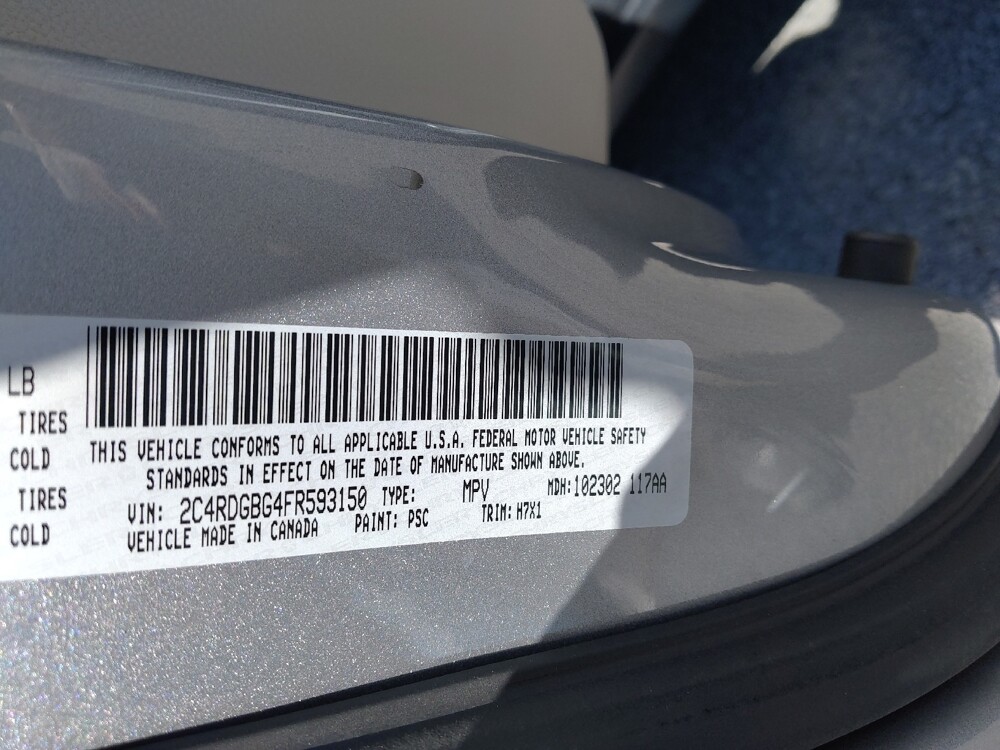 LB
TIRES
COLD
TIRES
COLD
THIS VEHICLE CONFORMS TO ALL APPLICABLE U.S.A. FEDERAL MOTOR VEHICLE SAFETY
STANDARDS IN EFFECT ON THE DATE OF MANUFACTURE SHOWN ABOVE.
VIN: 2C4RDGBG4FR593150 TYPE: MPV MDH:102302 117AA
VEHICLE MADE IN CANADA PAINT: PSC TRIM: H7X1